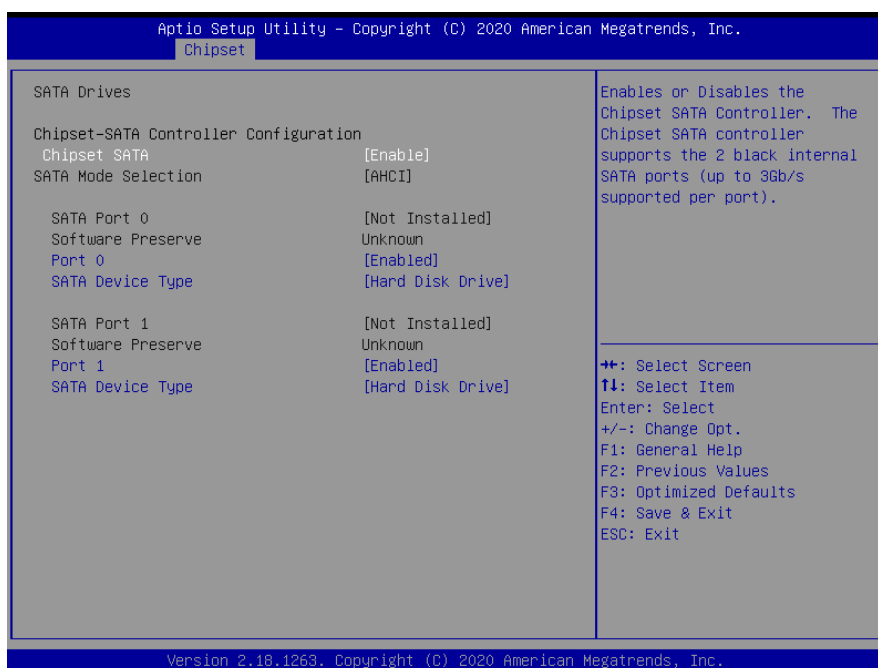 Aptio Setup Utility – Copyright (C) 2020 American Megatrends, Inc.
Chipset
SATA Drives
Chipset-SATA Controller Configuration
Chipset SATA [Enable]
SATA Mode Selection [AHCI]
SATA Port 0 [Not Installed]
Software Preserve Unknown
Port 0 [Enabled]
SATA Device Type [Hard Disk Drive]
SATA Port 1 [Not Installed]
Software Preserve Unknown
Port 1 [Enabled]
SATA Device Type [Hard Disk Drive]
Enables or Disables the
Chipset SATA Controller. The
Chipset SATA controller
supports the 2 black internal
SATA ports (up to 3Gb/s
supported per port).
→←: Select Screen
↑↓: Select Item
Enter: Select
+/-: Change Opt.
F1: General Help
F2: Previous Values
F3: Optimized Defaults
F4: Save & Exit
ESC: Exit
Version 2.18.1263. Copyright (C) 2020 American Megatrends, Inc.